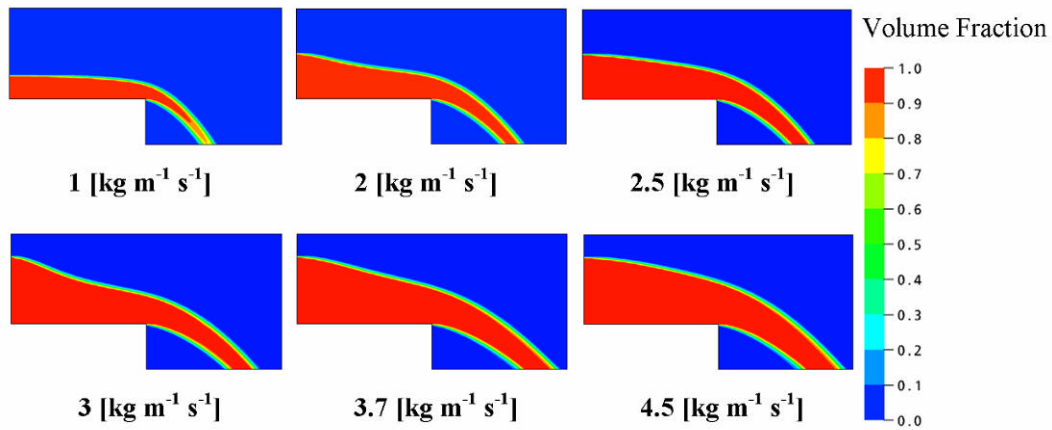 Volume Fraction
1 [kg m⁻¹ s⁻¹]
2 [kg m⁻¹ s⁻¹]
2.5 [kg m⁻¹ s⁻¹]
3 [kg m⁻¹ s⁻¹]
3.7 [kg m⁻¹ s⁻¹]
4.5 [kg m⁻¹ s⁻¹]
1.0
0.9
0.8
0.7
0.6
0.5
0.4
0.3
0.2
0.1
0.0